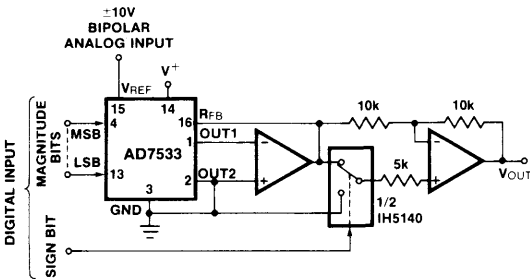 ±10V
BIPOLAR
ANALOG INPUT
V+
VREF
15
14
RFB
16
10k
10k
MSB
4
OUT1
1
AD7533
LSB
13
OUT2
2
3
GND
5k
VOUT
1/2
IH5140
DIGITAL INPUT
MAGNITUDE
BITS
SIGN BIT
-
+
-
+